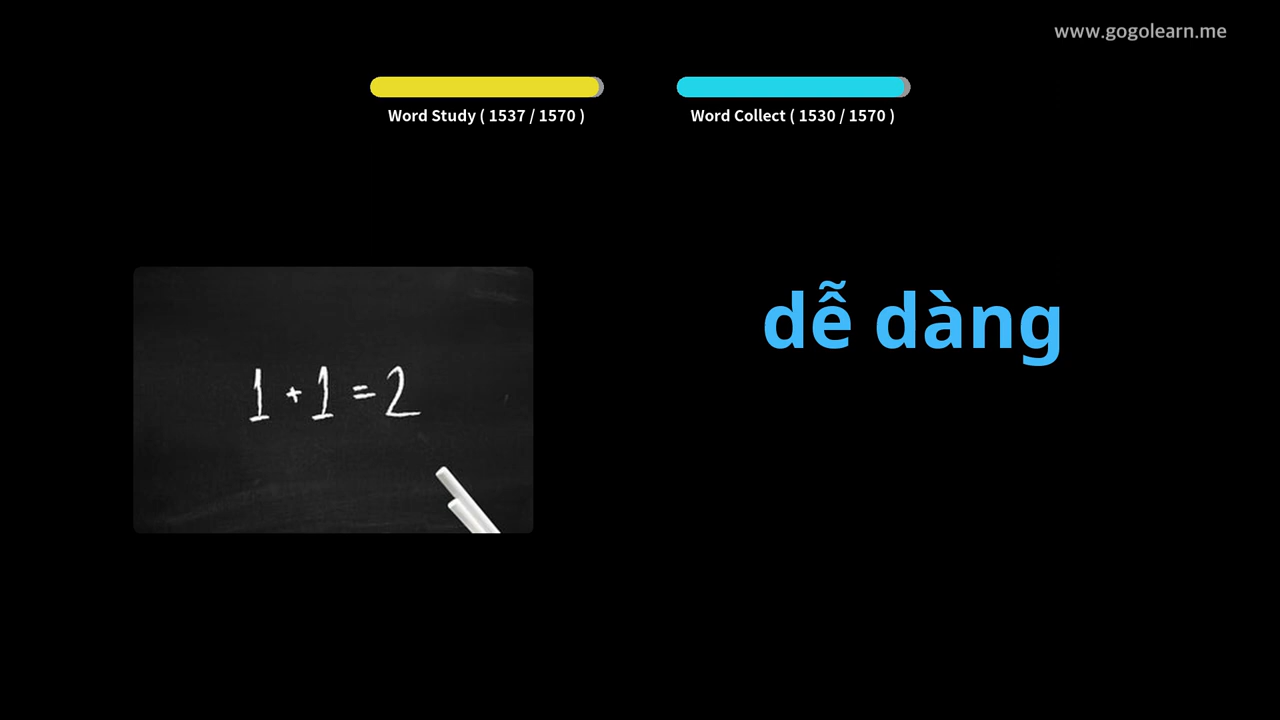 www.gogolearn.me
Word Study ( 1537 / 1570 )
Word Collect ( 1530 / 1570 )
dễ dàng
1 + 1 = 2